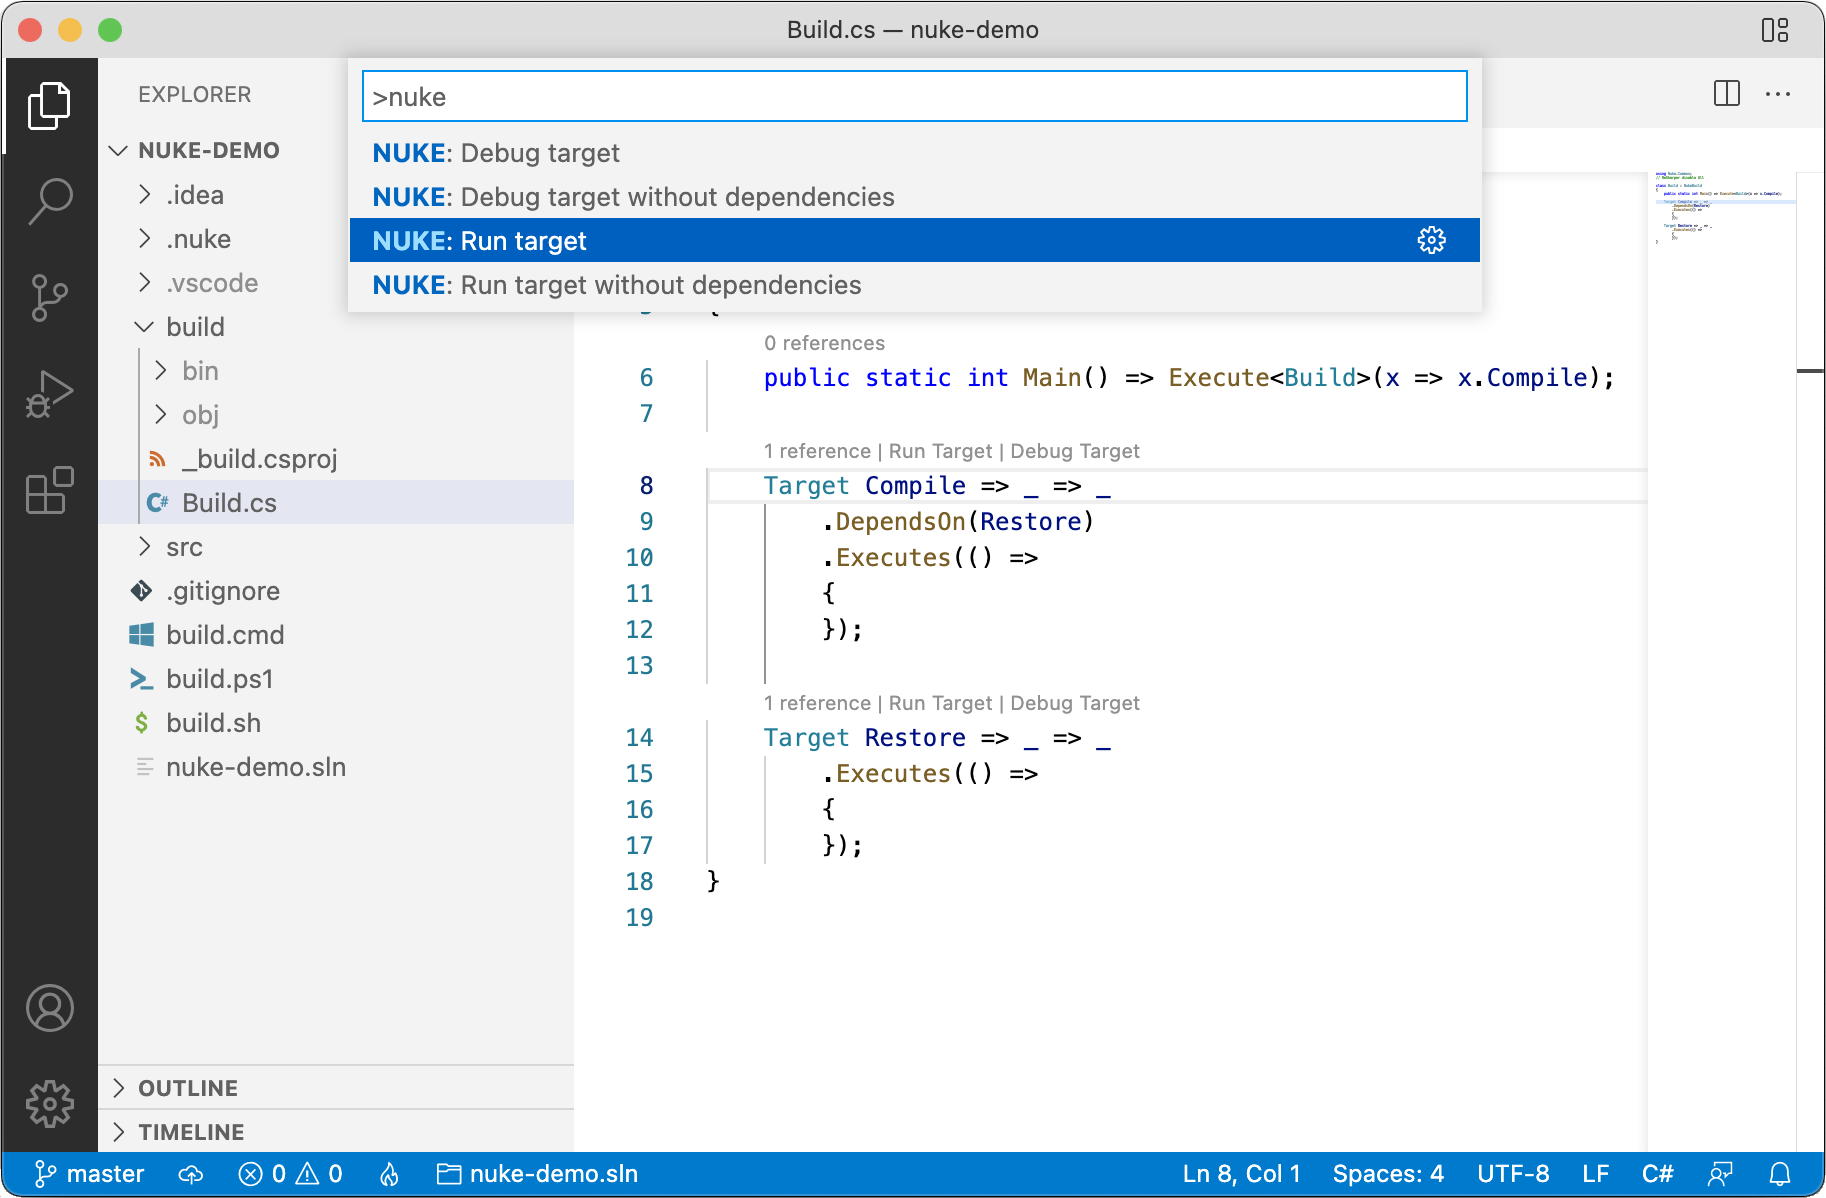 Build.cs — nuke-demo
EXPLORER
NUKE-DEMO
.idea
.nuke
.vscode
build
bin
obj
_build.csproj
Build.cs
src
.gitignore
build.cmd
build.ps1
build.sh
nuke-demo.sln
OUTLINE
TIMELINE
>nuke
NUKE: Debug target
NUKE: Debug target without dependencies
NUKE: Run target
NUKE: Run target without dependencies
0 references
6 public static int Main() => Execute<Build>(x => x.Compile);
7
1 reference | Run Target | Debug Target
8 Target Compile => _ => _
9 .DependsOn(Restore)
10 .Executes(() =>
11 {
12 });
13
1 reference | Run Target | Debug Target
14 Target Restore => _ => _
15 .Executes(() =>
16 {
17 });
18 }
19
master 0 0 nuke-demo.sln Ln 8, Col 1 Spaces: 4 UTF-8 LF C#